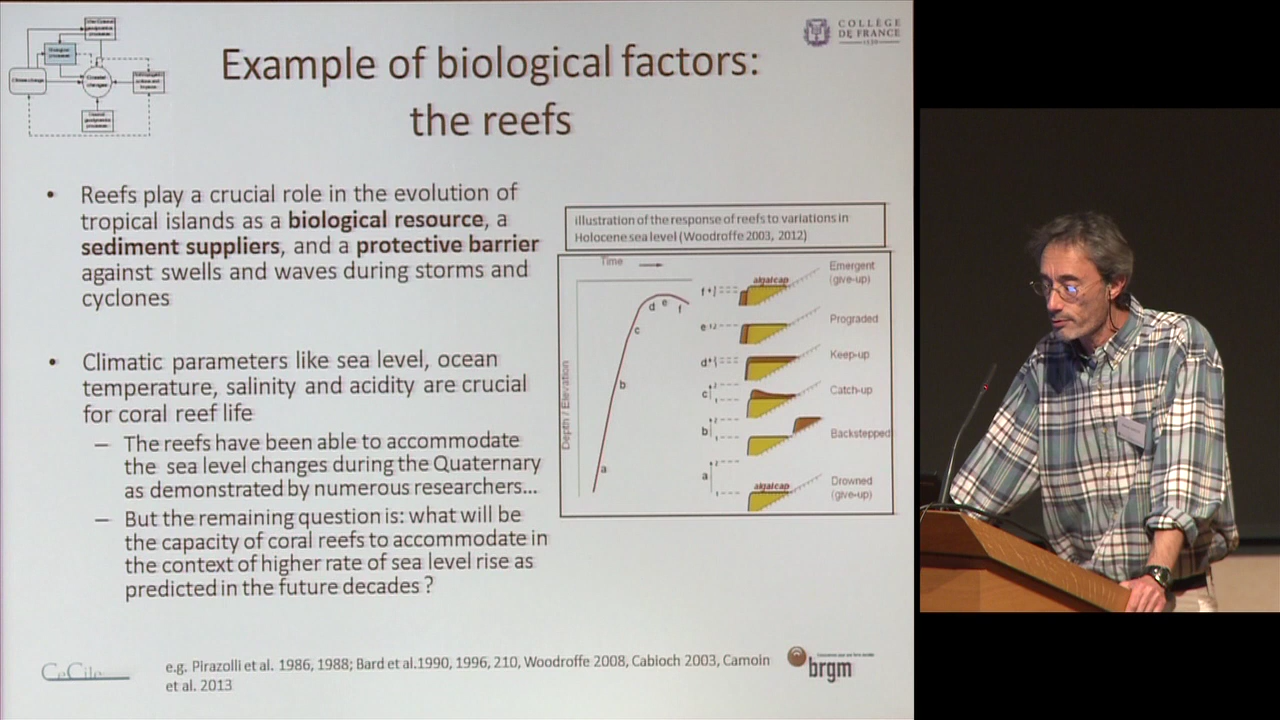 COLLÈGE
DE FRANCE
1530
Example of biological factors:
the reefs
• Reefs play a crucial role in the evolution of
tropical islands as a biological resource, a
sediment suppliers, and a protective barrier
against swells and waves during storms and
cyclones
• Climatic parameters like sea level, ocean
temperature, salinity and acidity are crucial
for coral reef life
– The reefs have been able to accommodate
the sea level changes during the Quaternary
as demonstrated by numerous researchers...
– But the remaining question is: what will be
the capacity of coral reefs to accommodate in
the context of higher rate of sea level rise as
predicted in the future decades ?
illustration of the response of reefs to variations in
Holocene sea level (Woodroffe 2003, 2012)
Time
Depth / Elevation
a
b
c
d
e
f
f
algalcap
Emergent
(give-up)
e
Prograded
d
Keep-up
c
Catch-up
b
Backstepped
a
algalcap
Drowned
(give-up)
e.g. Pirazolli et al. 1986, 1988; Bard et al.1990, 1996, 210, Woodroffe 2008, Cabioch 2003, Camoin
et al. 2013
CeCile
brgm